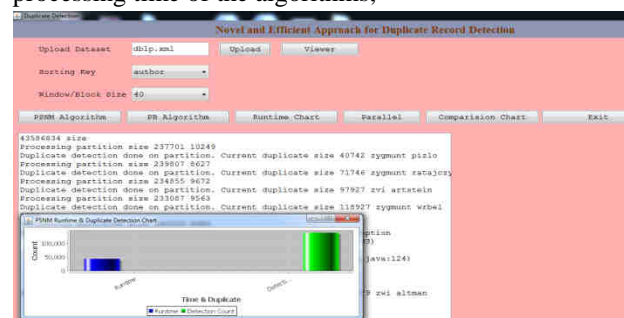 processing time of the algorithms,
Duplicate Detection
Novel and Efficient Approach for Duplicate Record Detection
Upload Dataset dblp.xml Upload Viewer
Sorting Key author
Window/Block Size 40
PSNM Algorithm PB Algorithm Runtime Chart Parallel Comparision Chart Exit
43586634 size
Processing partition size 237701 10249
Duplicate detection done on partition. Current duplicate size 40742 zygmunt pizlo
Processing partition size 239807 8627
Duplicate detection done on partition. Current duplicate size 71746 zygmunt ratajczy
Processing partition size 234855 9672
Duplicate detection done on partition. Current duplicate size 97927 zvi artstein
Processing partition size 233087 9563
Duplicate detection done on partition. Current duplicate size 118927 zygmunt wrbel
PSNM Runtime & Duplicate Detection Chart
ption
3)
java:124)
9 zwi altman
Count
100,000
50,000
0
Runtime Detecti...
Time & Duplicate
Runtime Detection Count